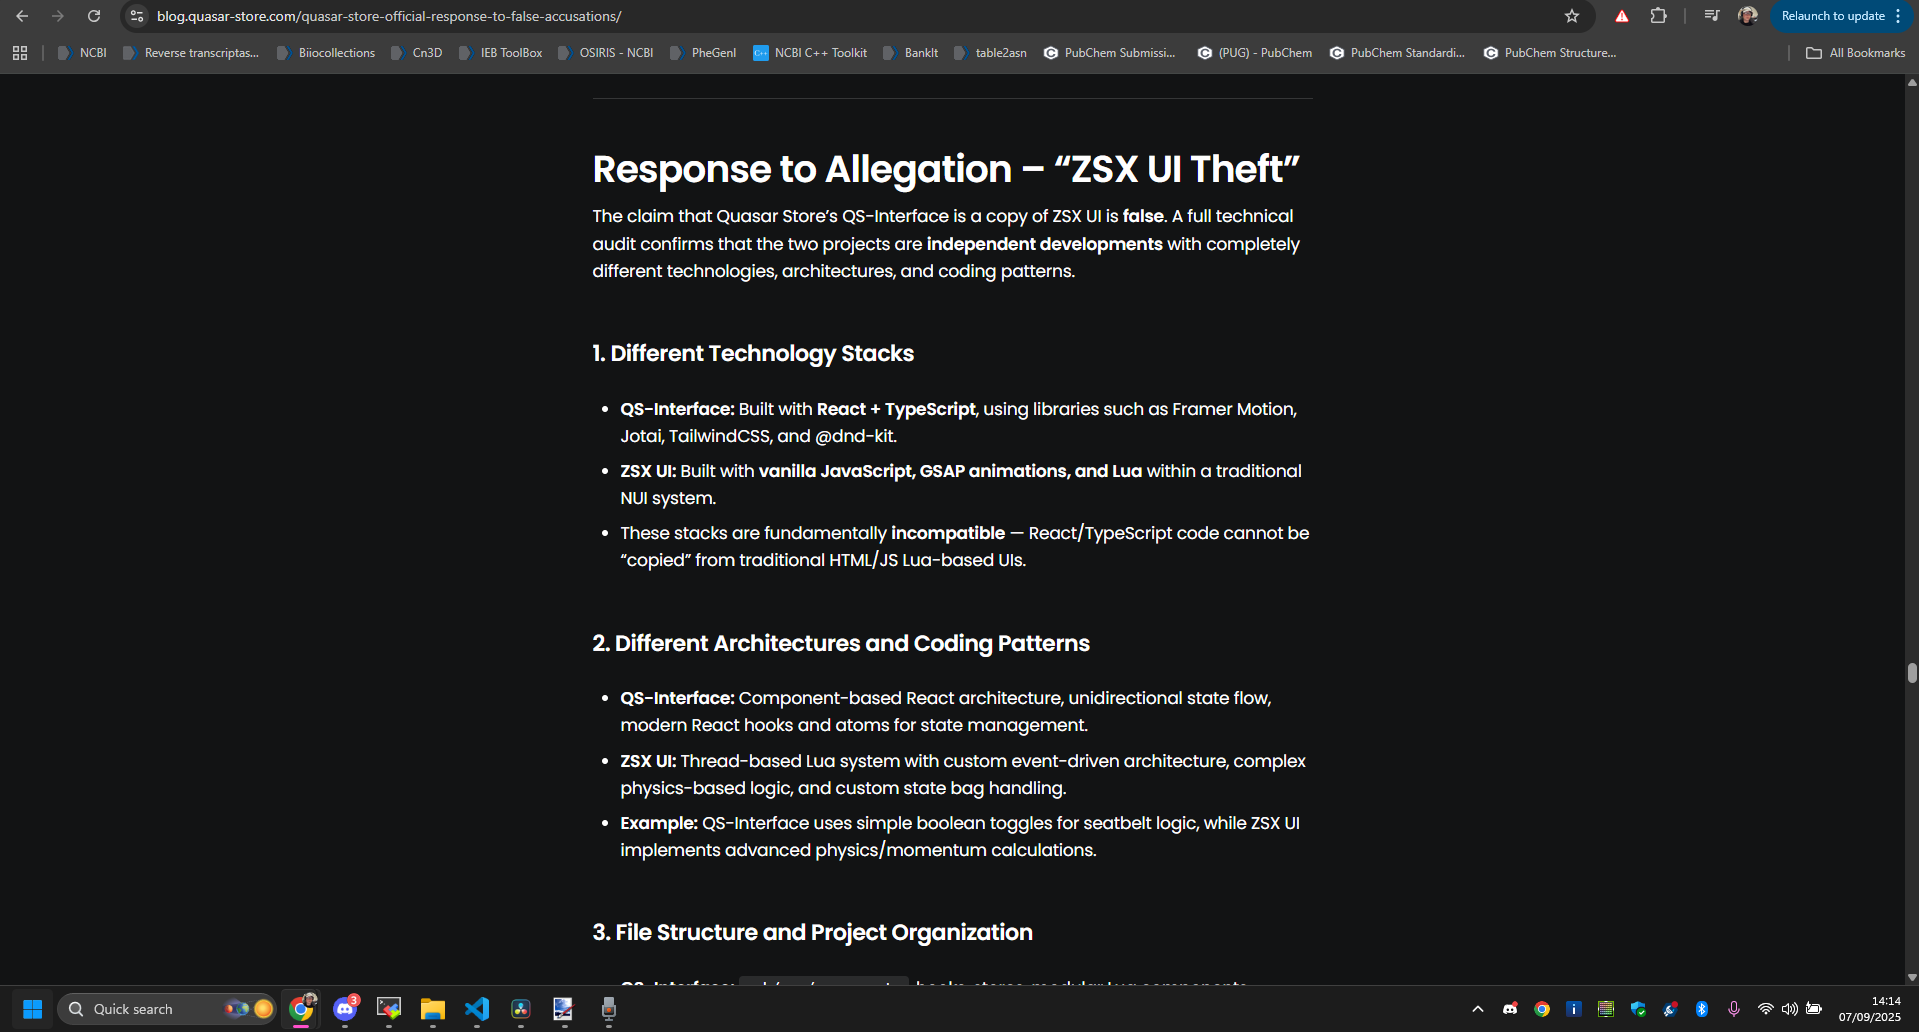 blog.quasar-store.com/quasar-store-official-response-to-false-accusations/
Relaunch to update
NCBI
Reverse transcriptas...
Biiocollections
Cn3D
IEB ToolBox
OSIRIS - NCBI
PheGenI
C++
NCBI C++ Toolkit
BankIt
table2asn
PubChem Submissi...
(PUG) - PubChem
PubChem Standardi...
PubChem Structure...
All Bookmarks
Response to Allegation – “ZSX UI Theft”
The claim that Quasar Store’s QS-Interface is a copy of ZSX UI is false. A full technical
audit confirms that the two projects are independent developments with completely
different technologies, architectures, and coding patterns.
1. Different Technology Stacks
• QS-Interface: Built with React + TypeScript, using libraries such as Framer Motion,
Jotai, TailwindCSS, and @dnd-kit.
• ZSX UI: Built with vanilla JavaScript, GSAP animations, and Lua within a traditional
NUI system.
• These stacks are fundamentally incompatible — React/TypeScript code cannot be
“copied” from traditional HTML/JS Lua-based UIs.
2. Different Architectures and Coding Patterns
• QS-Interface: Component-based React architecture, unidirectional state flow,
modern React hooks and atoms for state management.
• ZSX UI: Thread-based Lua system with custom event-driven architecture, complex
physics-based logic, and custom state bag handling.
• Example: QS-Interface uses simple boolean toggles for seatbelt logic, while ZSX UI
implements advanced physics/momentum calculations.
3. File Structure and Project Organization
QS-Interface:
Quick search
3
14:14
07/09/2025